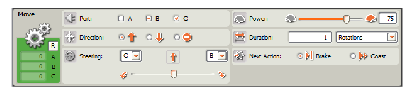 Move
Port: A B C
Power: 75
Direction:
Duration: 1 Rotations
Steering: C B
Next Action: Brake Coast
B
A
B
C